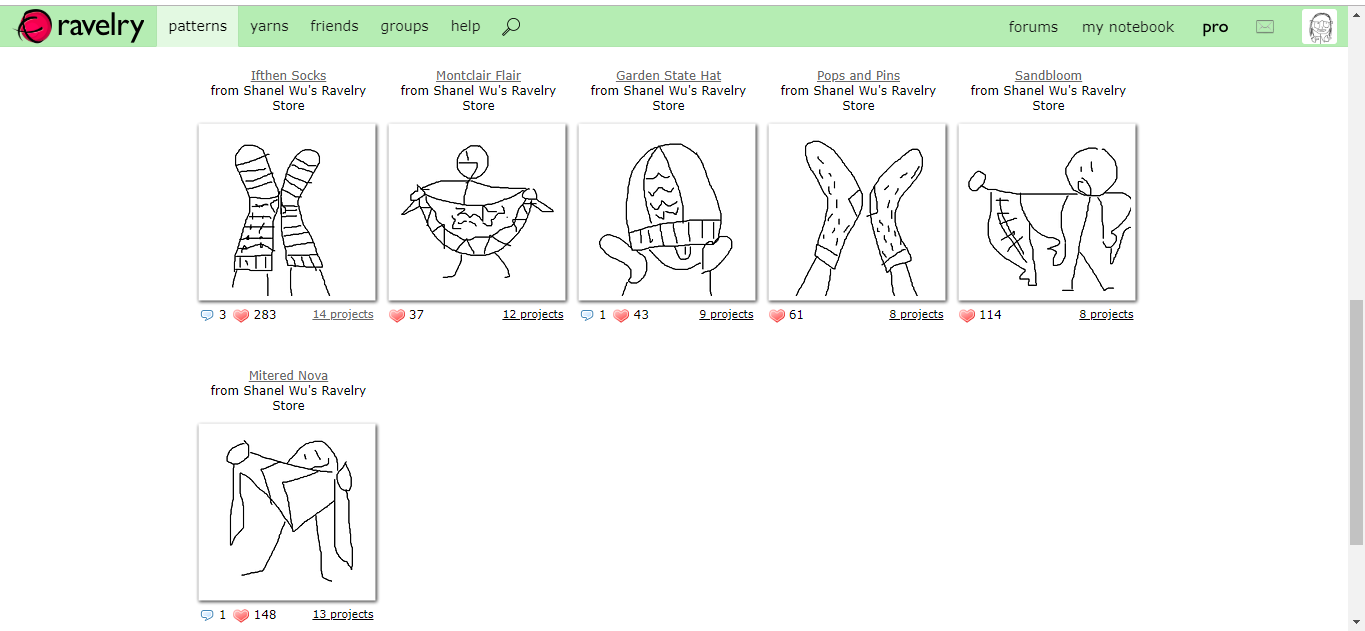 ravelry patterns yarns friends groups help forums my notebook pro
Ifthen Socks
from Shanel Wu's Ravelry
Store
Montclair Flair
from Shanel Wu's Ravelry
Store
Garden State Hat
from Shanel Wu's Ravelry
Store
Pops and Pins
from Shanel Wu's Ravelry
Store
Sandbloom
from Shanel Wu's Ravelry
Store
3 283 14 projects
37 12 projects
1 43 9 projects
61 8 projects
114 8 projects
Mitered Nova
from Shanel Wu's Ravelry
Store
1 148 13 projects